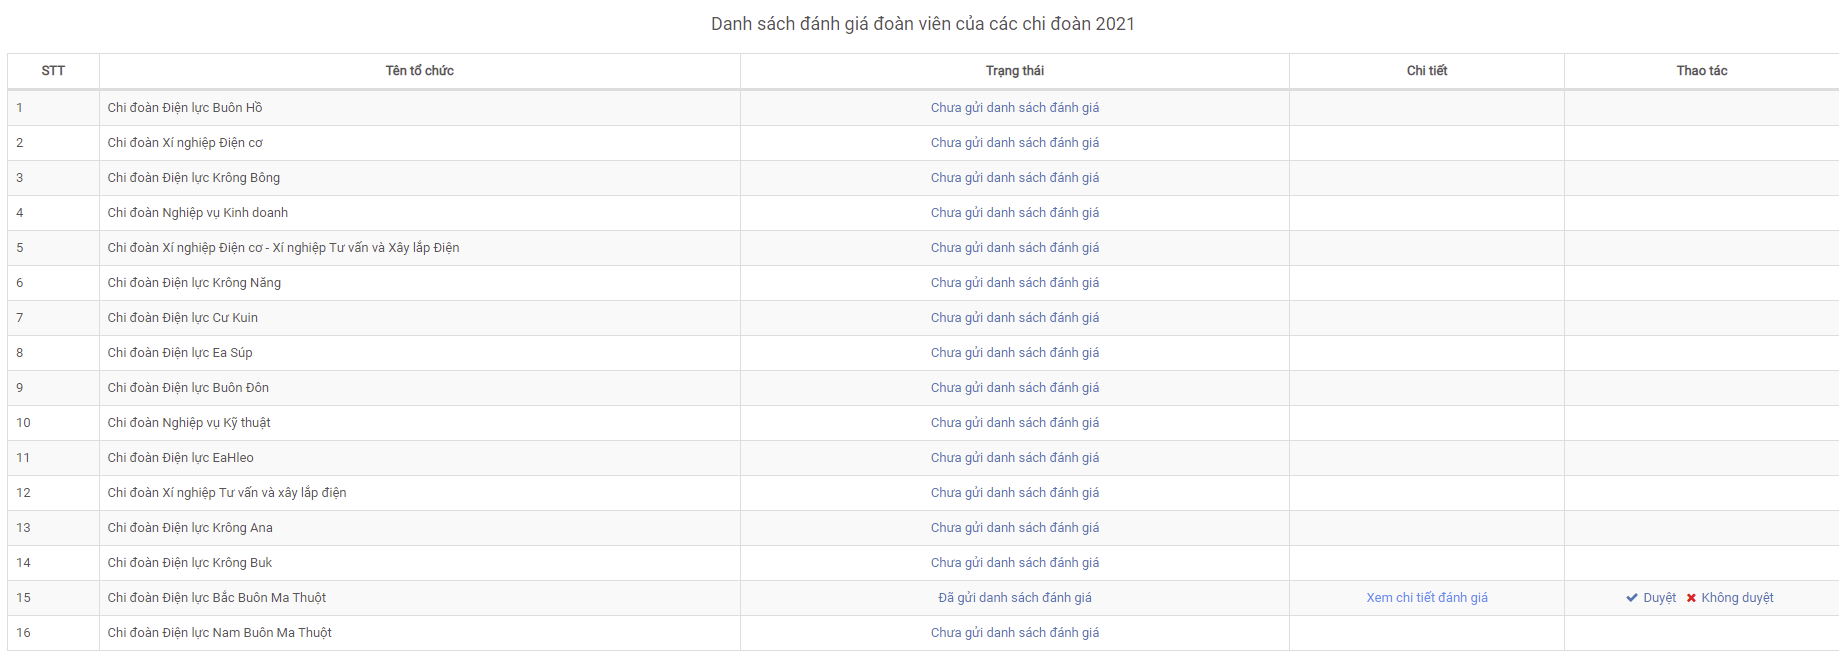 Danh sách đánh giá đoàn viên của các chi đoàn 2021
STT Tên tổ chức Trạng thái Chi tiết Thao tác
1 Chi đoàn Điện lực Buôn Hồ Chưa gửi danh sách đánh giá
2 Chi đoàn Xí nghiệp Điện cơ Chưa gửi danh sách đánh giá
3 Chi đoàn Điện lực Krông Bông Chưa gửi danh sách đánh giá
4 Chi đoàn Nghiệp vụ Kinh doanh Chưa gửi danh sách đánh giá
5 Chi đoàn Xí nghiệp Điện cơ - Xí nghiệp Tư vấn và Xây lắp Điện Chưa gửi danh sách đánh giá
6 Chi đoàn Điện lực Krông Năng Chưa gửi danh sách đánh giá
7 Chi đoàn Điện lực Cư Kuin Chưa gửi danh sách đánh giá
8 Chi đoàn Điện lực Ea Súp Chưa gửi danh sách đánh giá
9 Chi đoàn Điện lực Buôn Đôn Chưa gửi danh sách đánh giá
10 Chi đoàn Nghiệp vụ Kỹ thuật Chưa gửi danh sách đánh giá
11 Chi đoàn Điện lực EaHleo Chưa gửi danh sách đánh giá
12 Chi đoàn Xí nghiệp Tư vấn và xây lắp điện Chưa gửi danh sách đánh giá
13 Chi đoàn Điện lực Krông Ana Chưa gửi danh sách đánh giá
14 Chi đoàn Điện lực Krông Buk Chưa gửi danh sách đánh giá
15 Chi đoàn Điện lực Bắc Buôn Ma Thuột Đã gửi danh sách đánh giá Xem chi tiết đánh giá Duyệt Không duyệt
16 Chi đoàn Điện lực Nam Buôn Ma Thuột Chưa gửi danh sách đánh giá